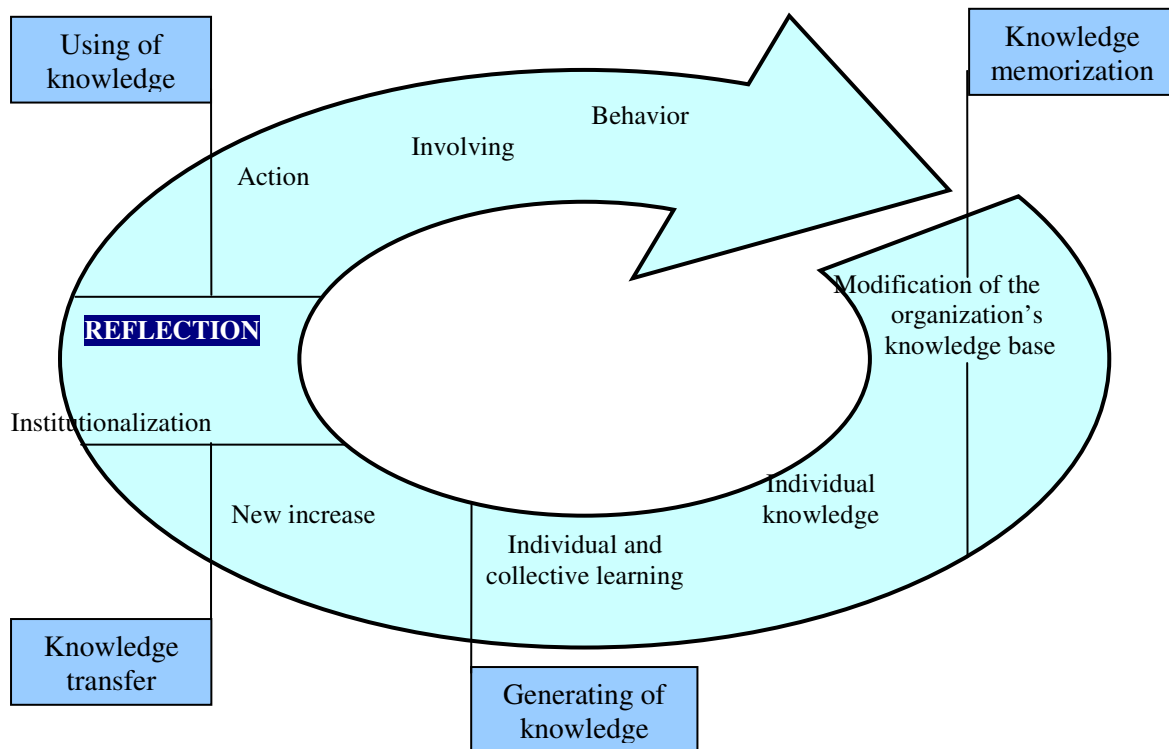 Using of
knowledge
Knowledge
memorization
Behavior
Involving
Action
Modification of the
organization's
knowledge base
REFLECTION
Institutionalization
Individual
knowledge
New increase
Individual and
collective learning
Knowledge
transfer
Generating of
knowledge